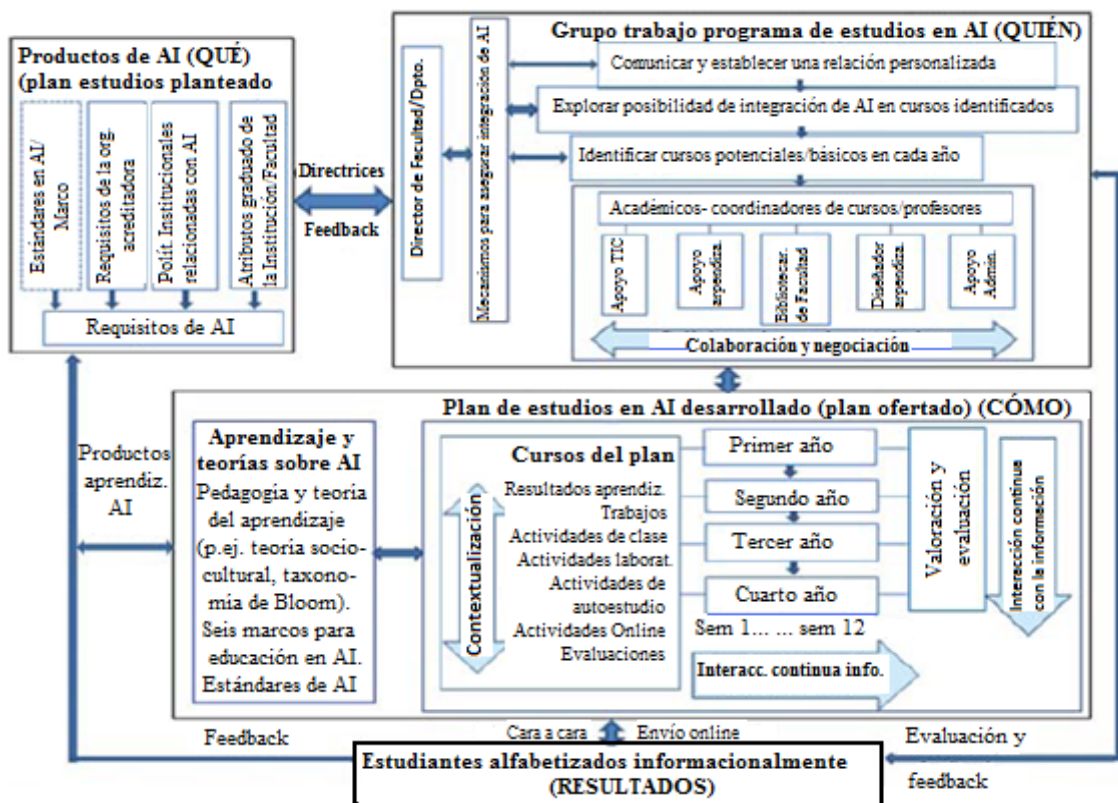 Productos de AI (QUÉ)
(plan estudios planteado
Estándares en AI/
Marco
Requisitos de la org.
acreditadora
Polít. Institucionales
relacionadas con AI
Atributos graduado de
la Institución/Facultad
Requisitos de AI
Directrices
Feedback
Grupo trabajo programa de estudios en AI (QUIÉN)
Director de Facultad/Dpto.
Mecanismos para asegurar integración de AI
Comunicar y establecer una relación personalizada
Explorar posibilidad de integración de AI en cursos identificados
Identificar cursos potenciales/básicos en cada año
Académicos- coordinadores de cursos/profesores
Apoyo TIC
Apoyo
arpendiza.
Bibliotecar.
de Facultad
Diseñador
arpendiza.
Apoyo
Admin.
Colaboración y negociación
Plan de estudios en AI desarrollado (plan ofertado) (CÓMO)
Productos
aprendiz.
AI
Aprendizaje y
teorías sobre AI
Pedagogia y teoría
del aprendizaje
(p.ej. teoría socio-
cultural, taxono-
mia de Bloom).
Seis marcos para
educación en AI.
Estándares de AI
Contextualización
Cursos del plan
Resultados aprendiz.
Trabajos
Actividades de clase
Actividades laborat.
Actividades de
autoestudio
Actividades Online
Evaluaciones
Primer año
Segundo año
Tercer año
Cuarto año
Sem 1... ... sem 12
Interacc. continua info.
Valoración y
evaluación
Interacción continue
con la información
Feedback
Cara a cara
Envío online
Evaluación y
feedback
Estudiantes alfabetizados informacionalmente
(RESULTADOS)